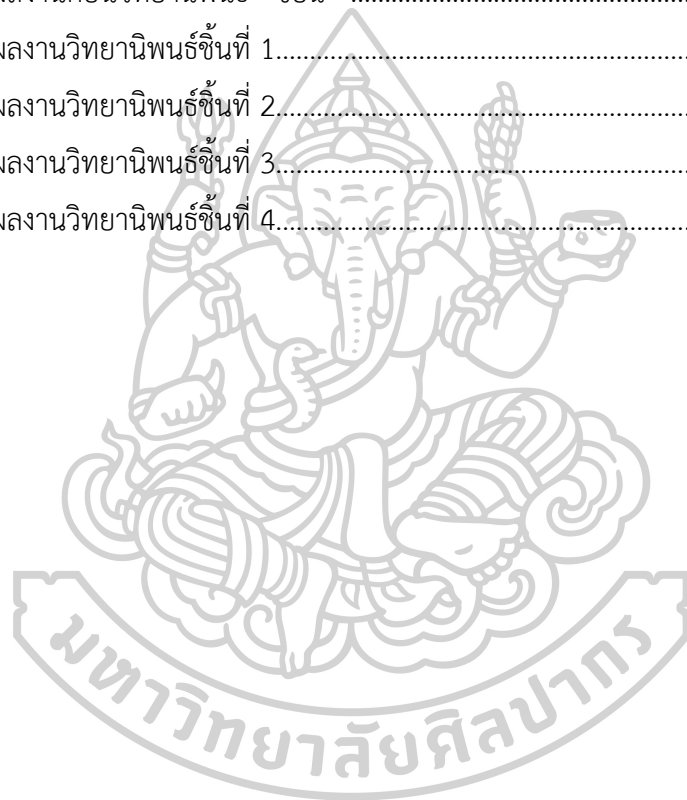 ผลงานวิทยานิพนธ์ชิ้นที่ 1..................................................
ผลงานวิทยานิพนธ์ชิ้นที่ 2..................................................
ผลงานวิทยานิพนธ์ชิ้นที่ 3..................................................
ผลงานวิทยานิพนธ์ชิ้นที่ 4..................................................
มหาวิทยาลัยศิลปากร